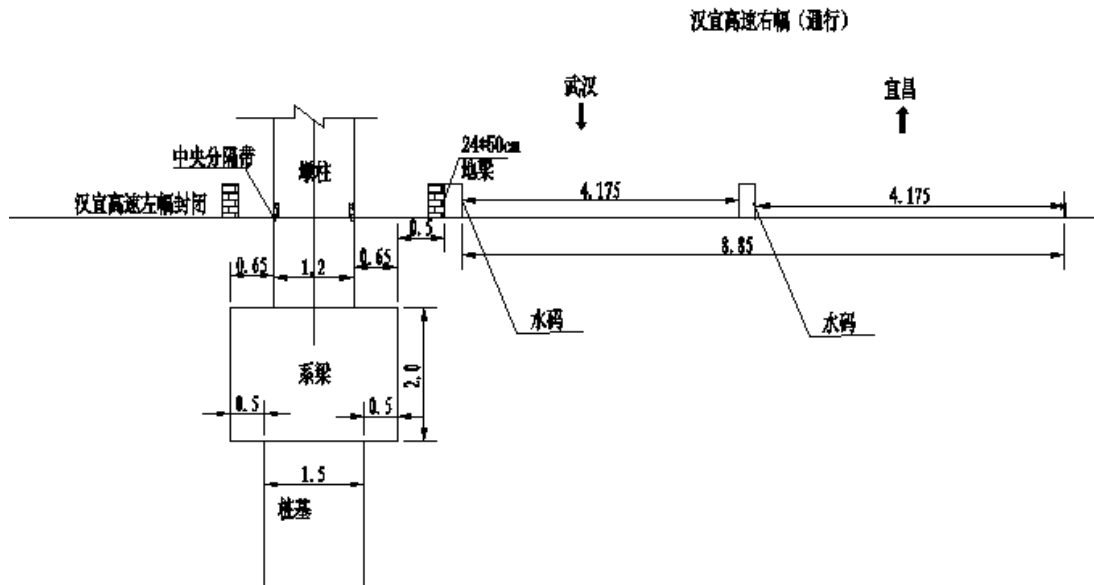 汉宜高速右幅（通行）
武汉
宜昌
24*50cm
地梁
中央分隔带
墩柱
汉宜高速左幅封闭
4.175
4.175
0.5
8.85
0.65
1.2
0.65
水码
水码
系梁
2.0
0.5
0.5
1.5
桩基